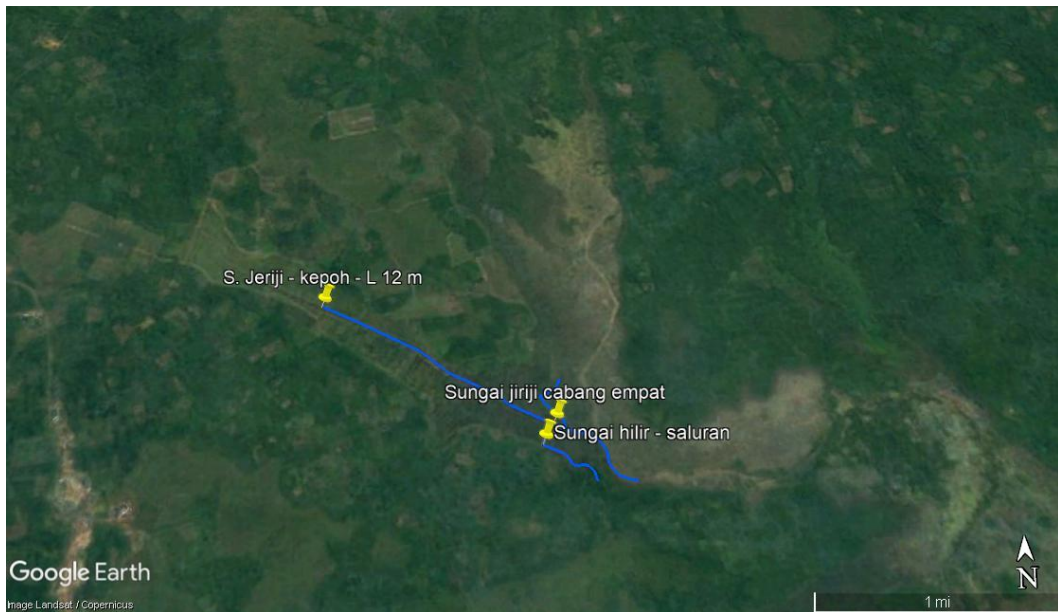 S. Jeriji - kepoh - L 12 m
Sungai jiriji cabang empat
Sungai hilir - saluran
Google Earth
N
Image Landsat / Copernicus
1 mi